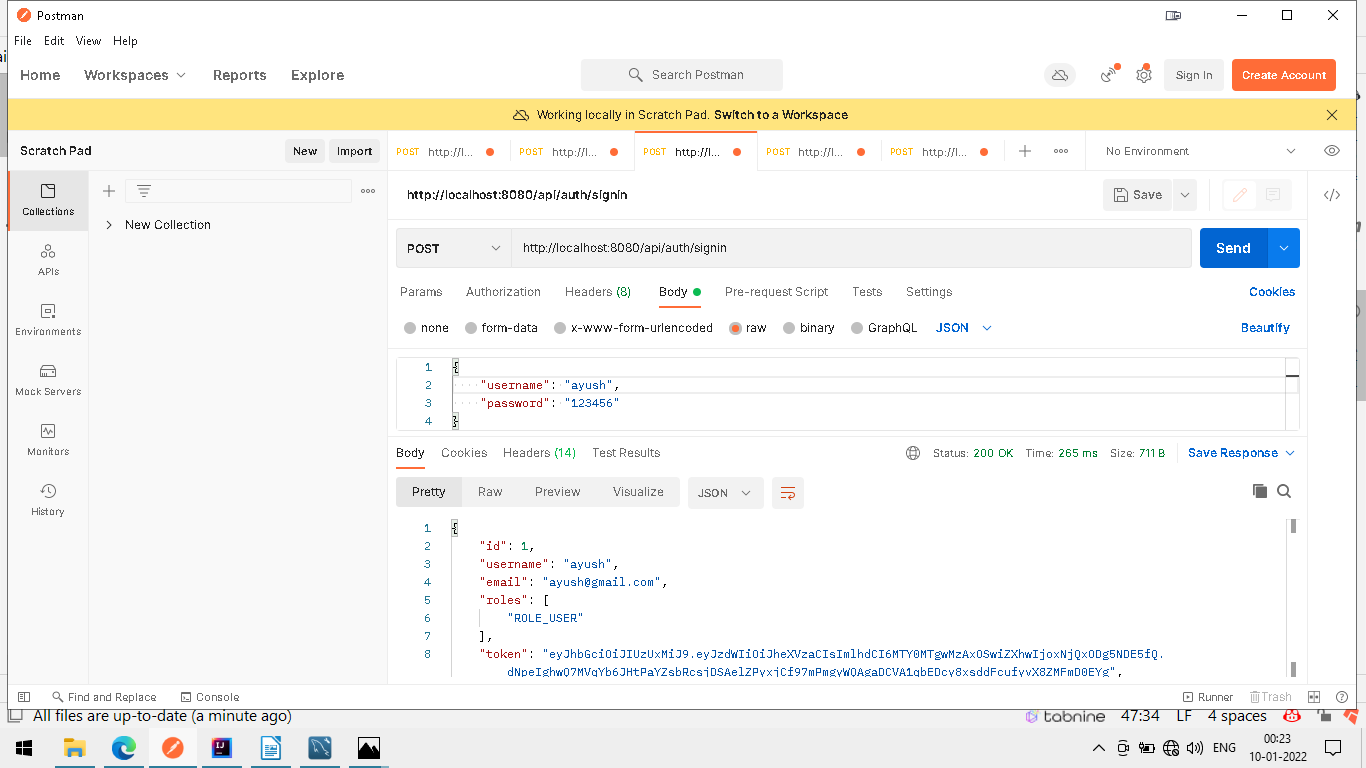 Postman
File Edit View Help
Home Workspaces Reports Explore Search Postman Sign In Create Account
Working locally in Scratch Pad. Switch to a Workspace
Scratch Pad New Import
POST http://l... POST http://l... POST http://l... POST http://l... POST http://l... No Environment
Collections
APIs
Environments
Mock Servers
Monitors
History
New Collection
http://localhost:8080/api/auth/signin Save
POST http://localhost:8080/api/auth/signin Send
Params Authorization Headers (8) Body Pre-request Script Tests Settings Cookies
none form-data x-www-form-urlencoded raw binary GraphQL JSON Beautify
1 {
2 "username": "ayush",
3 "password": "123456"
4 }
Body Cookies Headers (14) Test Results Status: 200 OK Time: 265 ms Size: 711 B Save Response
Pretty Raw Preview Visualize JSON
1 {
2 "id": 1,
3 "username": "ayush",
4 "email": "ayush@gmail.com",
5 "roles": [
6 "ROLE_USER"
7 ],
8 "token":
Find and Replace Console Runner Trash
All files are up-to-date (a minute ago) tabnine 47:34 LF 4 spaces
ENG 00:23
10-01-2022